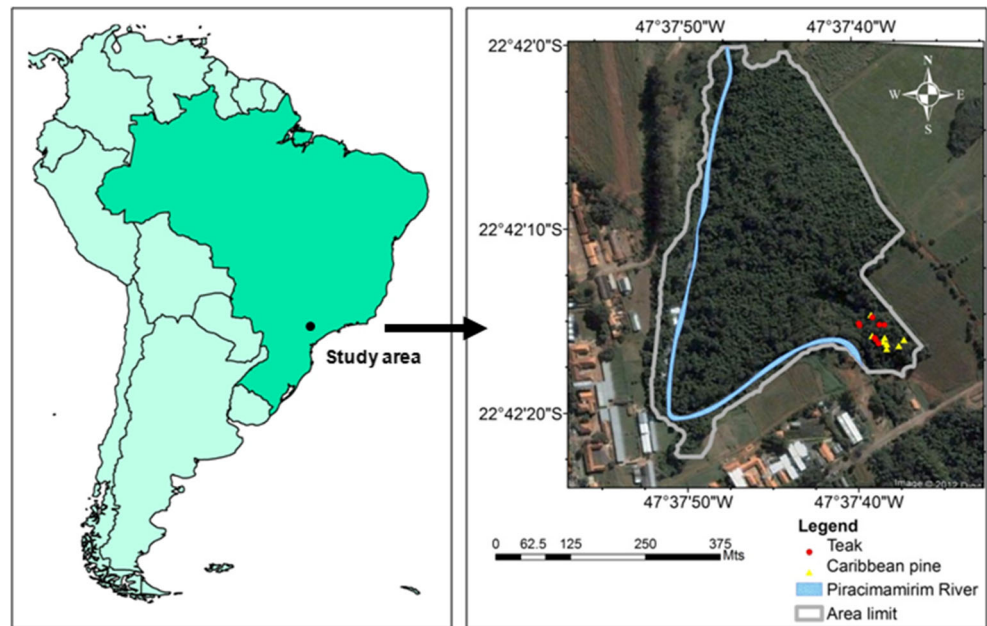 47°37'50"W 47°37'40"W
22°42'0"S
N
W E
S
22°42'10"S
Study area
22°42'20"S
Image © 2012
47°37'50"W 47°37'40"W
Legend
0 62.5 125 250 375
Mts
Teak
Caribbean pine
Piracimamirim River
Area limit